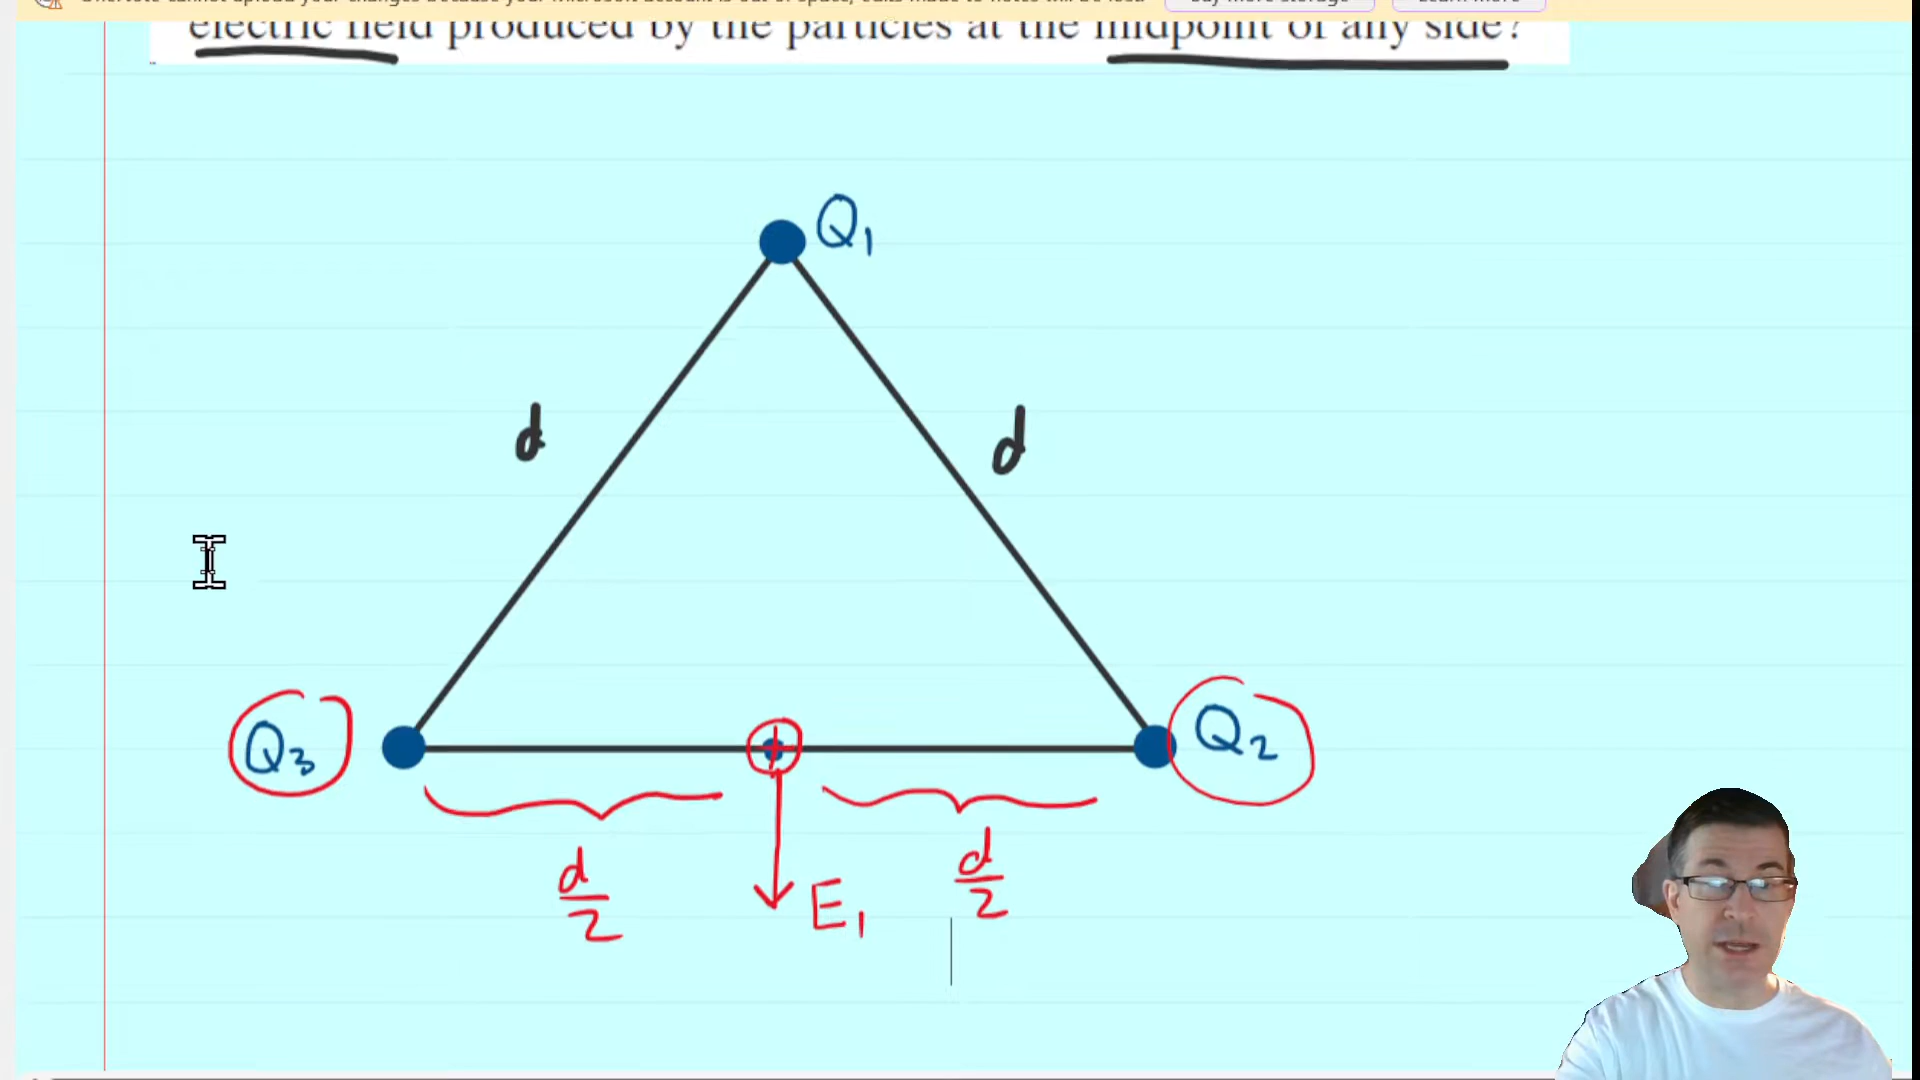 electric field produced by the particles at the midpoint of any side?
Q1
d
d
Q3
Q2
d/2
E1
d/2